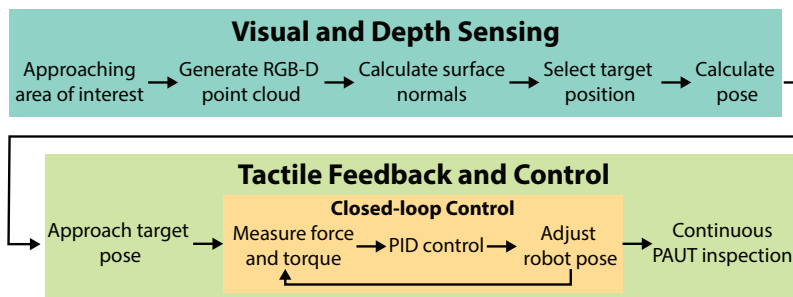 Visual and Depth Sensing
Approaching
area of interest
Generate RGB-D
point cloud
Calculate surface
normals
Select target
position
Calculate
pose
Tactile Feedback and Control
Closed-loop Control
Approach target
pose
Measure force
and torque
PID control
Adjust
robot pose
Continuous
PAUT inspection